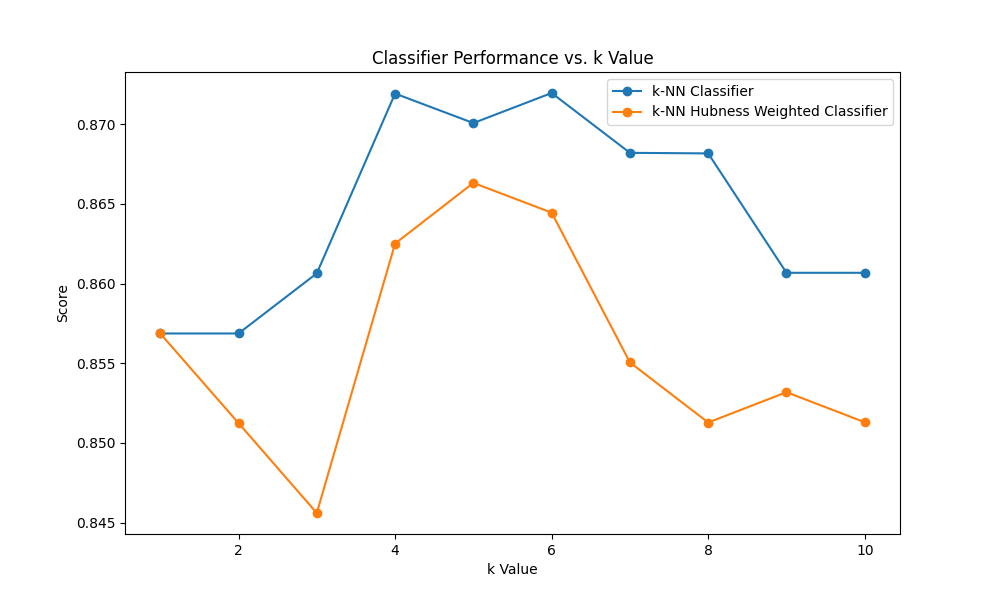 Classifier Performance vs. k Value
k-NN Classifier
k-NN Hubness Weighted Classifier
0.870
0.865
0.860
0.855
0.850
0.845
Score
2
4
6
8
10
k Value